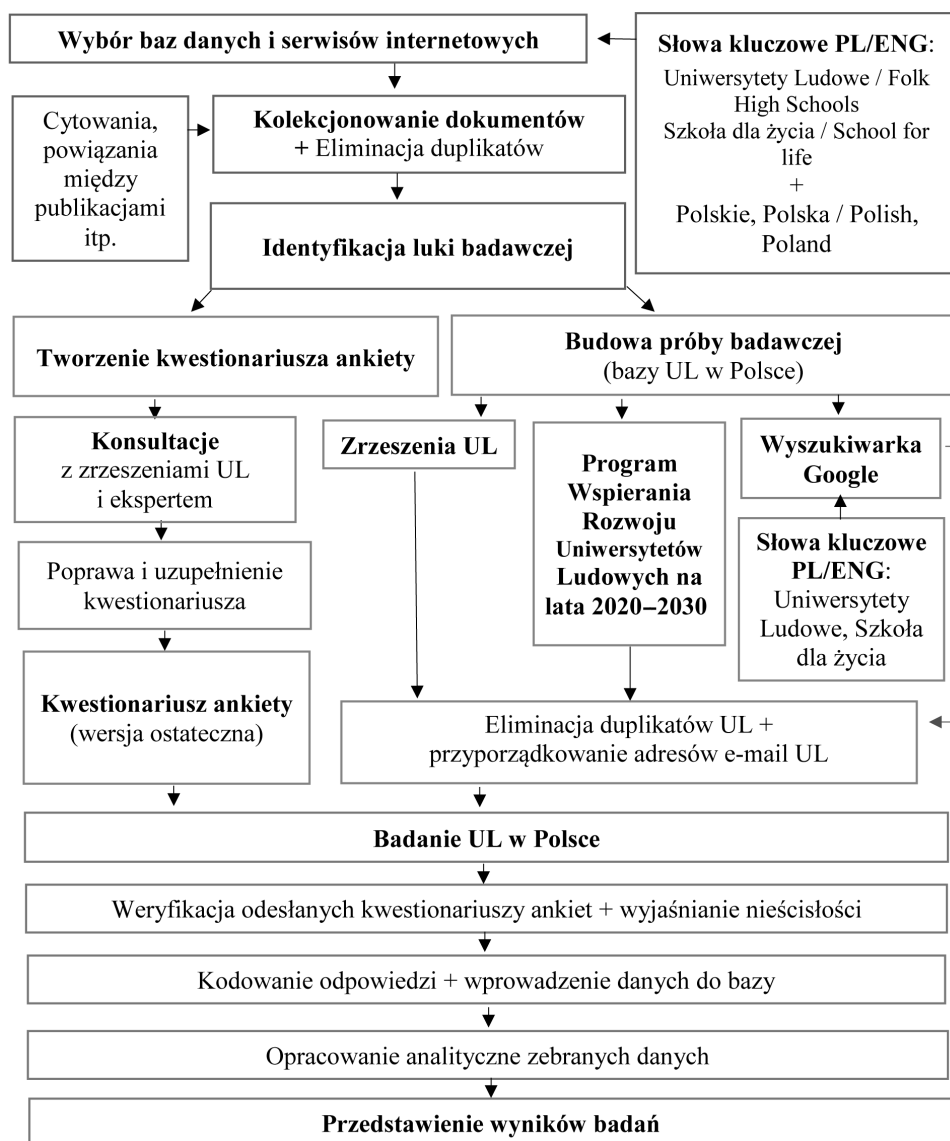 Wybór baz danych i serwisów internetowych
Słowa kluczowe PL/ENG:
Uniwersytety Ludowe / Folk
High Schools
Szkoła dla życia / School for
life
+
Polskie, Polska / Polish,
Poland
Cytowania,
powiązania
między
publikacjami
itp.
Kolekcjonowanie dokumentów
+ Eliminacja duplikatów
Identyfikacja luki badawczej
Tworzenie kwestionariusza ankiety
Budowa próby badawczej
(bazy UL w Polsce)
Konsultacje
z zrzeszeniami UL
i ekspertem
Zrzeszenia UL
Program
Wspierania
Rozwoju
Uniwersytetów
Ludowych na
lata 2020–2030
Wyszukiwarka
Google
Słowa kluczowe
PL/ENG:
Uniwersytety
Ludowe, Szkoła
dla życia
Poprawa i uzupełnienie
kwestionariusza
Kwestionariusz ankiety
(wersja ostateczna)
Eliminacja duplikatów UL +
przyporządkowanie adresów e-mail UL
Badanie UL w Polsce
Weryfikacja odesłanych kwestionariuszy ankiet + wyjaśnianie nieścisłości
Kodowanie odpowiedzi + wprowadzenie danych do bazy
Opracowanie analityczne zebranych danych
Przedstawienie wyników badań